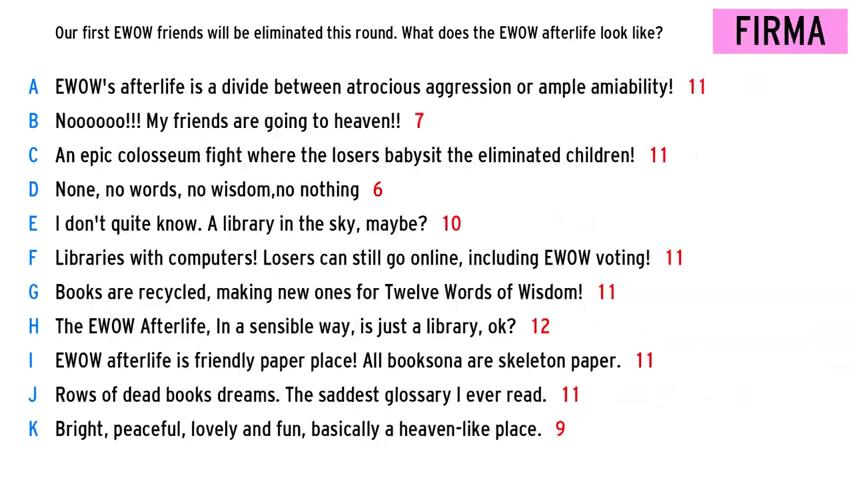 Our first EWOW friends will be eliminated this round. What does the EWOW afterlife look like?
FIRMA
A EWOW's afterlife is a divide between atrocious aggression or ample amiability! 11
B Noooooo!!! My friends are going to heaven!! 7
C An epic colosseum fight where the losers babysit the eliminated children! 11
D None, no words, no wisdom,no nothing 6
E I don't quite know. A library in the sky, maybe? 10
F Libraries with computers! Losers can still go online, including EWOW voting! 11
G Books are recycled, making new ones for Twelve Words of Wisdom! 11
H The EWOW Afterlife, In a sensible way, is just a library, ok? 12
I EWOW afterlife is friendly paper place! All booksona are skeleton paper. 11
J Rows of dead books dreams. The saddest glossary I ever read. 11
K Bright, peaceful, lovely and fun, basically a heaven-like place. 9